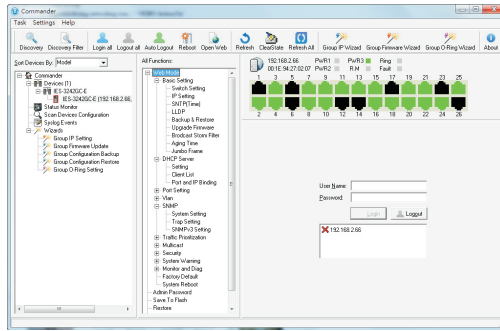 Commander
Task Settings Help
Discovery Discovery Filter Login all Logout all Auto Logout Reboot Open Web Refresh ClearState Refresh All Group IP Wizard Group Firmware Wizard Group O-Ring Wizard About
Sort Devices By: Model
Commander
Devices (1)
IES-3242GC-E
IES-3242GC-E (192.168.2.66,
Status Monitor
Scan Devices Configuration
Syslog Events
Wizards
Group IP Setting
Group Firmware Update
Group Configuration Backup
Group Configuration Restore
Group O-Ring Setting
All Functions:
Web Mode
Basic Setting
Switch Setting
IP Setting
SNTP(Time)
LLDP
Backup & Restore
Upgrade Firmware
Brodcast Storm Filter
Aging Time
Jumbo Frame
DHCP Server
Setting
Client List
Port and IP Binding
Port Setting
Vlan
SNMP
System Setting
Trap Setting
SNMPv3 Setting
Traffic Prioritization
Multicast
Security
System Warning
Monitor and Diag
Factory Default
System Reboot
Admin Password
Save To Flash
Restore
192.168.2.66 PwR1 PwR3 Ring
00:1E:94:27:02:07 PwR2 R.M Fault
1 3 5 7 9 11 13 15 17 19 21 23 25
2 4 6 8 10 12 14 16 18 20 22 24 26
User Name:
Password:
Login Logout
192.168.2.66